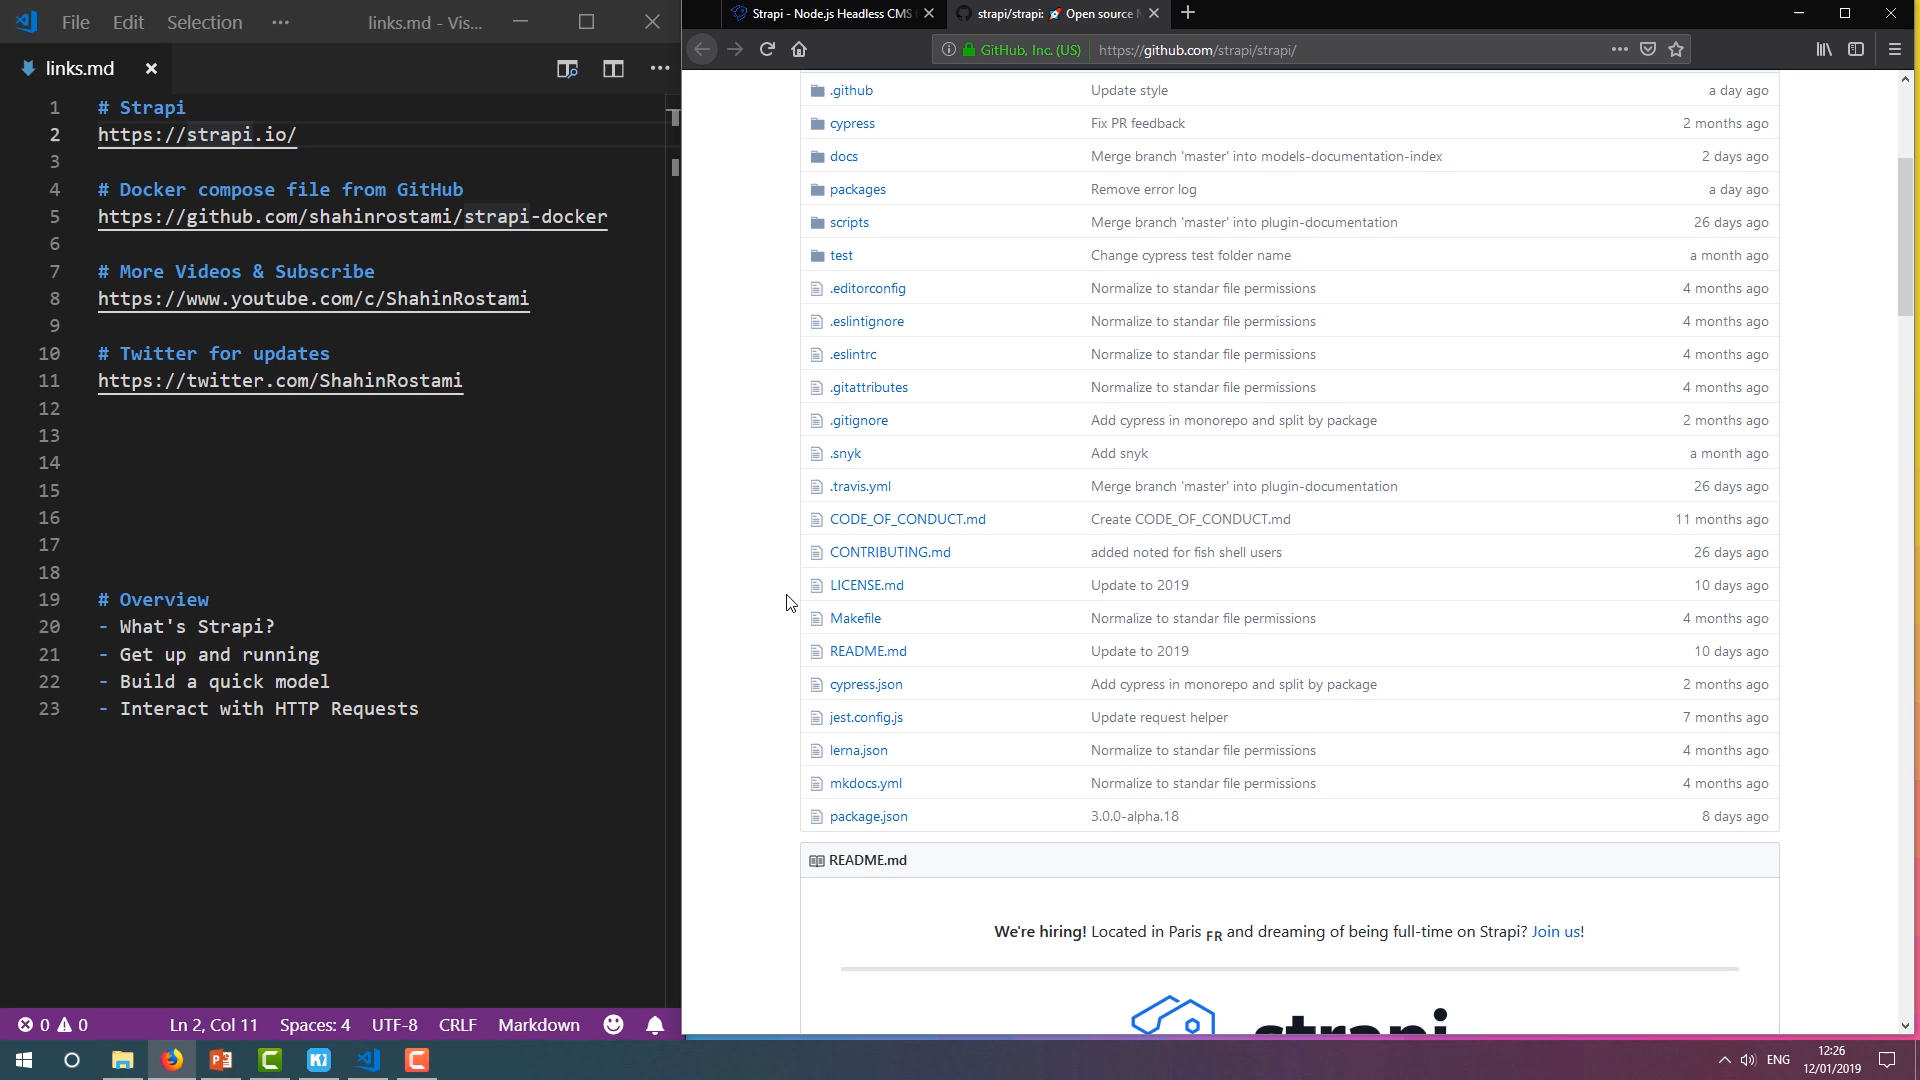 File Edit Selection ··· links.md - Vis...
links.md
1 # Strapi
2 https://strapi.io/
3
4 # Docker compose file from GitHub
5 https://github.com/shahinrostami/strapi-docker
6
7 # More Videos & Subscribe
8 https://www.youtube.com/c/ShahinRostami
9
10 # Twitter for updates
11 https://twitter.com/ShahinRostami
12
13
14
15
16
17
18
19 # Overview
20 - What's Strapi?
21 - Get up and running
22 - Build a quick model
23 - Interact with HTTP Requests
0 0 Ln 2, Col 11 Spaces: 4 UTF-8 CRLF Markdown
Strapi - Node.js Headless CMS
strapi/strapi: 🚀 Open source N
GitHub, Inc. (US) https://github.com/strapi/strapi/
.github Update style a day ago
cypress Fix PR feedback 2 months ago
docs Merge branch 'master' into models-documentation-index 2 days ago
packages Remove error log a day ago
scripts Merge branch 'master' into plugin-documentation 26 days ago
test Change cypress test folder name a month ago
.editorconfig Normalize to standar file permissions 4 months ago
.eslintignore Normalize to standar file permissions 4 months ago
.eslintrc Normalize to standar file permissions 4 months ago
.gitattributes Normalize to standar file permissions 4 months ago
.gitignore Add cypress in monorepo and split by package 2 months ago
.snyk Add snyk a month ago
.travis.yml Merge branch 'master' into plugin-documentation 26 days ago
CODE_OF_CONDUCT.md Create CODE_OF_CONDUCT.md 11 months ago
CONTRIBUTING.md added noted for fish shell users 26 days ago
LICENSE.md Update to 2019 10 days ago
Makefile Normalize to standar file permissions 4 months ago
README.md Update to 2019 10 days ago
cypress.json Add cypress in monorepo and split by package 2 months ago
jest.config.js Update request helper 7 months ago
lerna.json Normalize to standar file permissions 4 months ago
mkdocs.yml Normalize to standar file permissions 4 months ago
package.json 3.0.0-alpha.18 8 days ago
README.md
We're hiring! Located in Paris FR and dreaming of being full-time on Strapi? Join us!
strapi
ENG
12:26
12/01/2019